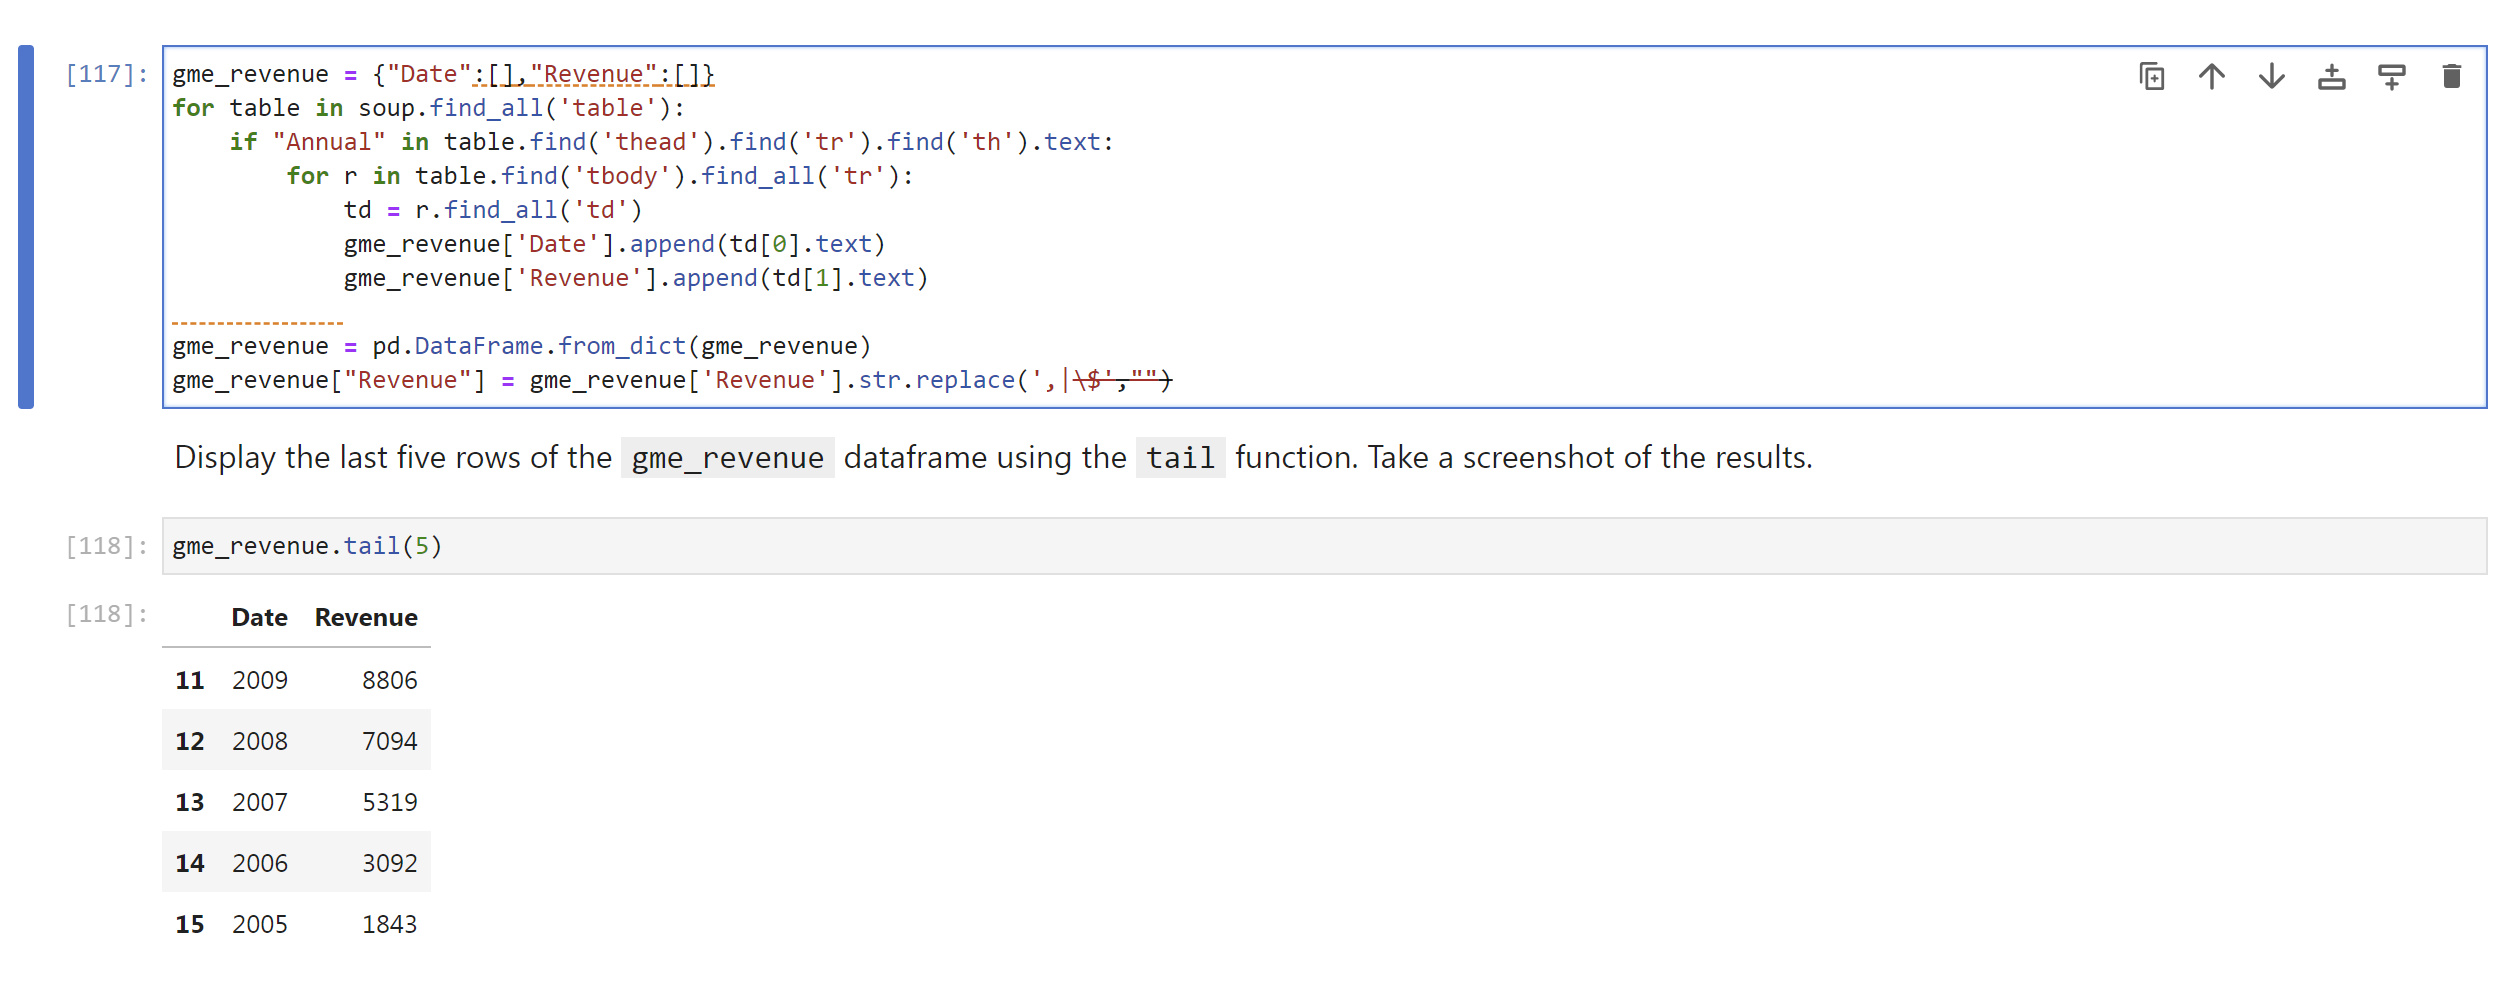 [117]: gme_revenue = {"Date":[],"Revenue":[]}
for table in soup.find_all('table'):
    if "Annual" in table.find('thead').find('tr').find('th').text:
        for r in table.find('tbody').find_all('tr'):
            td = r.find_all('td')
            gme_revenue['Date'].append(td[0].text)
            gme_revenue['Revenue'].append(td[1].text)
gme_revenue = pd.DataFrame.from_dict(gme_revenue)
gme_revenue["Revenue"] = gme_revenue['Revenue'].str.replace(',|\$',"")
Display the last five rows of the gme_revenue dataframe using the tail function. Take a screenshot of the results.
[118]: gme_revenue.tail(5)
[118]: Date Revenue
11 2009 8806
12 2008 7094
13 2007 5319
14 2006 3092
15 2005 1843